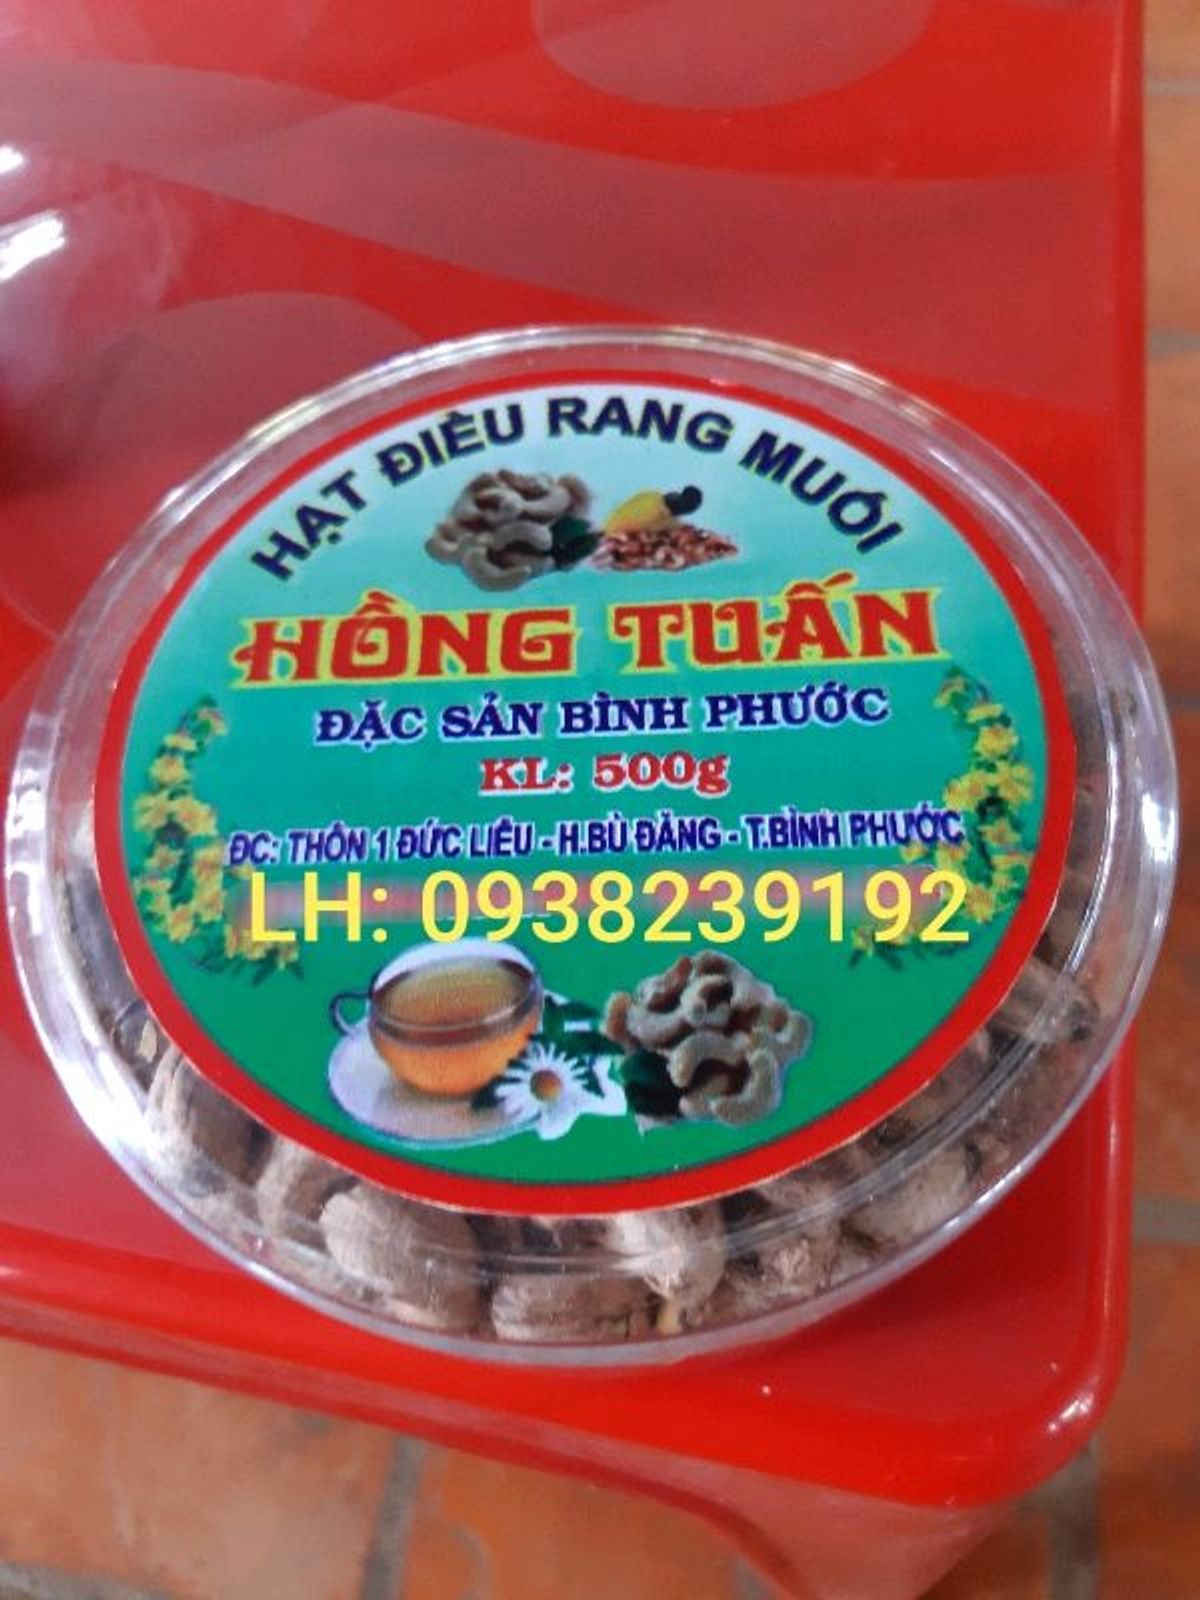 HẠT ĐIỀU RANG MUỐI
HỒNG TUẤN
ĐẶC SẢN BÌNH PHƯỚC
KL: 500g
ĐC: THÔN 1 ĐỨC LIỄU - H.BÙ ĐĂNG - T.BÌNH PHƯỚC
LH: 0938239192